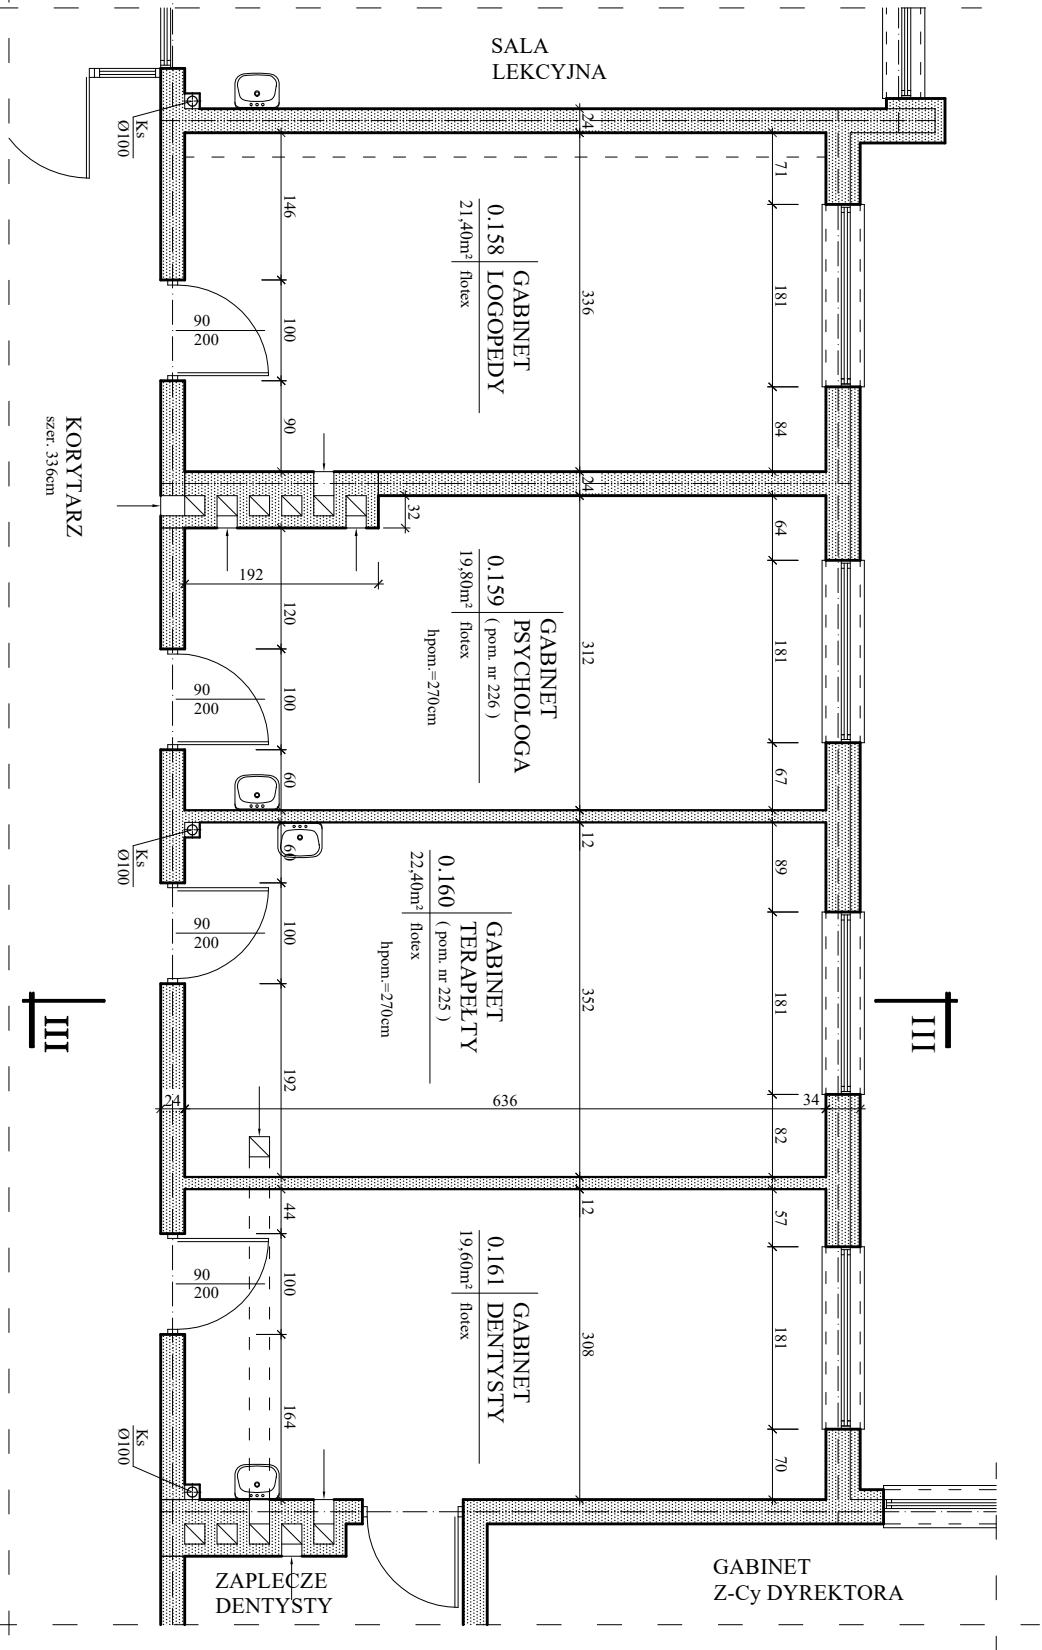 SALA
LEKCYJNA
Ks
Ø100
24
71
146
0.158
21,40m²
GABINET
LOGOPEDY
flotex
336
181
90
200
100
90
84
KORYTARZ
szer. 336cm
24
32
64
192
0.159
19,80m²
GABINET
PSYCHOLOGA
( pom. nr 226 )
flotex
hpom.=270cm
120
312
181
90
200
100
60
67
Ks
Ø100
60
12
89
0.160
22,40m²
GABINET
TERAPEŁTY
( pom. nr 225 )
flotex
hpom.=270cm
90
200
100
352
181
III
III
192
24
636
34
82
44
12
57
0.161
19,60m²
GABINET
DENTYSTY
flotex
90
200
100
308
181
164
70
Ks
Ø100
ZAPLECZE
DENTYSTY
GABINET
Z-Cy DYREKTORA